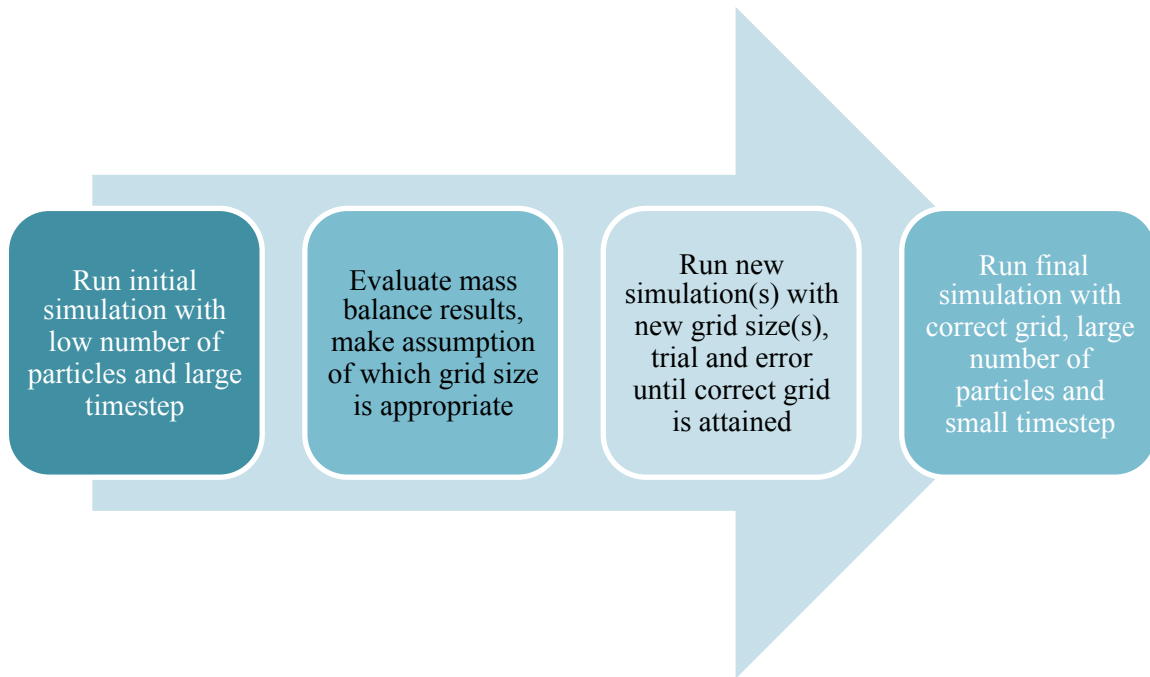 Run initial
simulation with
low number of
particles and large
timestep
Evaluate mass
balance results,
make assumption
of which grid size
is appropriate
Run new
simulation(s) with
new grid size(s),
trial and error
until correct grid
is attained
Run final
simulation with
correct grid, large
number of
particles and
small timestep